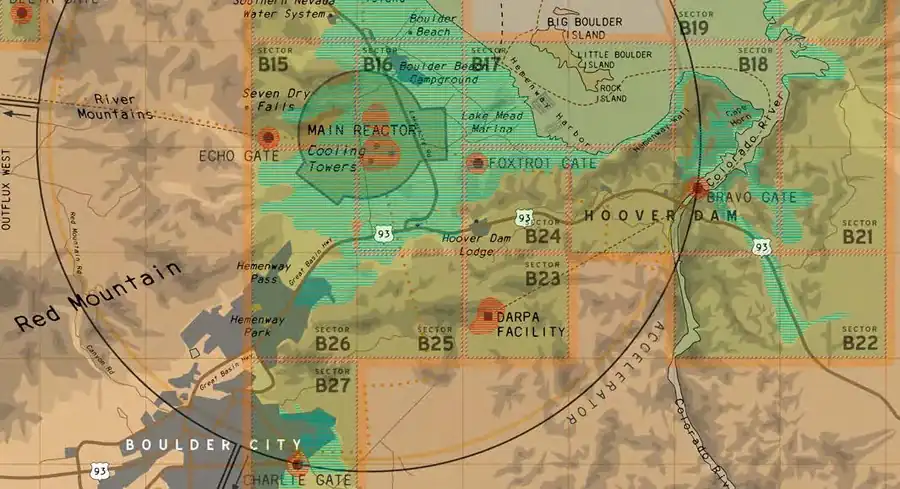 DELTA GATE
Southern Nevada
Water System
Boulder
Beach
BIG BOULDER
ISLAND
SECTOR
B19
SECTOR
B15
SECTOR
B16
SECTOR
B17
SECTOR
B18
LITTLE BOULDER
ISLAND
ROCK
ISLAND
Boulder Beach
Campground
Hemenway Harbor
River
Mountains
Seven Dry
Falls
Lake Mead
Marina
Hemenway Wall
Cape
Horn
Colorado River
MAIN REACTOR
Cooling
Towers
ECHO GATE
FOXTROT GATE
BRAVO GATE
OUTFLUX WEST
HOOVER DAM
93
93
93
Hoover Dam
Lodge
SECTOR
B24
SECTOR
B21
Red Mountain Rd
Red Mountain
Hemenway
Pass
Great Basin Hwy
SECTOR
B23
DARPA
FACILITY
Hemenway
Park
SECTOR
B26
SECTOR
B25
SECTOR
B22
ACCELERATOR
Canyon Rd
Great Basin Hwy
SECTOR
B27
Colorado Riv
BOULDER CITY
93
CHARLIE GATE